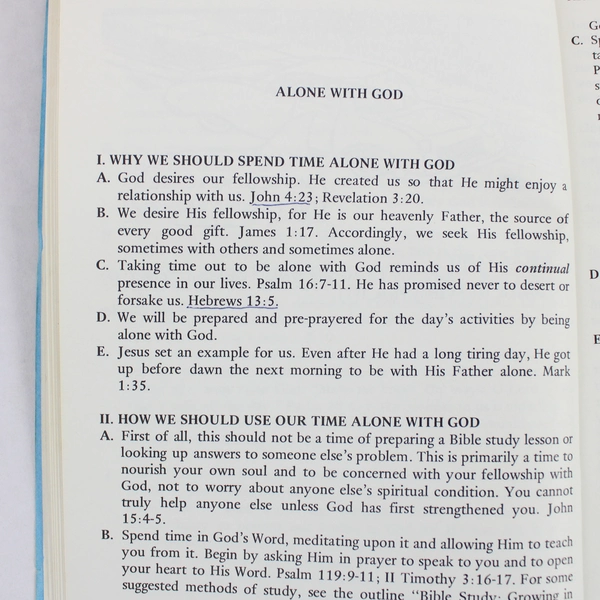 ALONE WITH GOD
I. WHY WE SHOULD SPEND TIME ALONE WITH GOD
A. God desires our fellowship. He created us so that He might enjoy a
relationship with us. John 4:23; Revelation 3:20.
B. We desire His fellowship, for He is our heavenly Father, the source of
every good gift. James 1:17. Accordingly, we seek His fellowship,
sometimes with others and sometimes alone.
C. Taking time out to be alone with God reminds us of His continual
presence in our lives. Psalm 16:7-11. He has promised never to desert or
forsake us. Hebrews 13:5.
D. We will be prepared and pre-prayered for the day's activities by being
alone with God.
E. Jesus set an example for us. Even after He had a long tiring day, He got
up before dawn the next morning to be with His Father alone. Mark
1:35.
II. HOW WE SHOULD USE OUR TIME ALONE WITH GOD
A. First of all, this should not be a time of preparing a Bible study lesson or
looking up answers to someone else's problem. This is primarily a time to
nourish your own soul and to be concerned with your fellowship with
God, not to worry about anyone else's spiritual condition. You cannot
truly help anyone else unless God has first strengthened you. John
15:4-5.
B. Spend time in God's Word, meditating upon it and allowing Him to teach
you from it. Begin by asking Him in prayer to speak to you and to open
your heart to His Word. Psalm 119:9-11; II Timothy 3:16-17. For some
suggested methods of study, see the outline "Bible Study: Growing in
C.
D
E